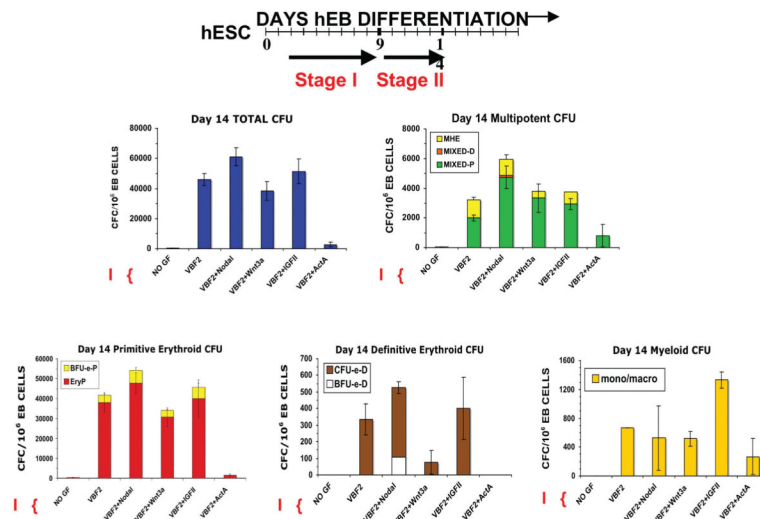 DAYS hEB DIFFERENTIATION
hESC
0 9 1
4
Stage I Stage II
Day 14 TOTAL CFU
CFC/10⁶ EB CELLS
80000
60000
40000
20000
0
NO GF
VBF2
VBF2+Nodal
VBF2+Wnt3a
VBF2+IGFII
VBF2+ActA
I {
Day 14 Multipotent CFU
CFC/10⁶ EB CELLS
8000
6000
4000
2000
0
MHE
MIXED-D
MIXED-P
NO GF
VBF2
VBF2+Nodal
VBF2+Wnt3a
VBF2+IGFII
VBF2+ActA
I {
Day 14 Primitive Erythroid CFU
CFC/10⁶ EB CELLS
60000
50000
40000
30000
20000
10000
0
BFU-e-P
EryP
NO GF
VBF2
VBF2+Nodal
VBF2+Wnt3a
VBF2+IGFII
VBF2+ActA
I {
Day 14 Definitive Erythroid CFU
CFC/10⁶ EB CELLS
700
600
500
400
300
200
100
0
CFU-e-D
BFU-e-D
NO GF
VBF2
VBF2+Nodal
VBF2+Wnt3a
VBF2+IGFII
VBF2+ActA
I {
Day 14 Myeloid CFU
CFC/10⁶ EB CELLS
1600
1200
800
400
0
mono/macro
NO GF
VBF2
VBF2+Nodal
VBF2+Wnt3a
VBF2+IGFII
VBF2+ActA
I {